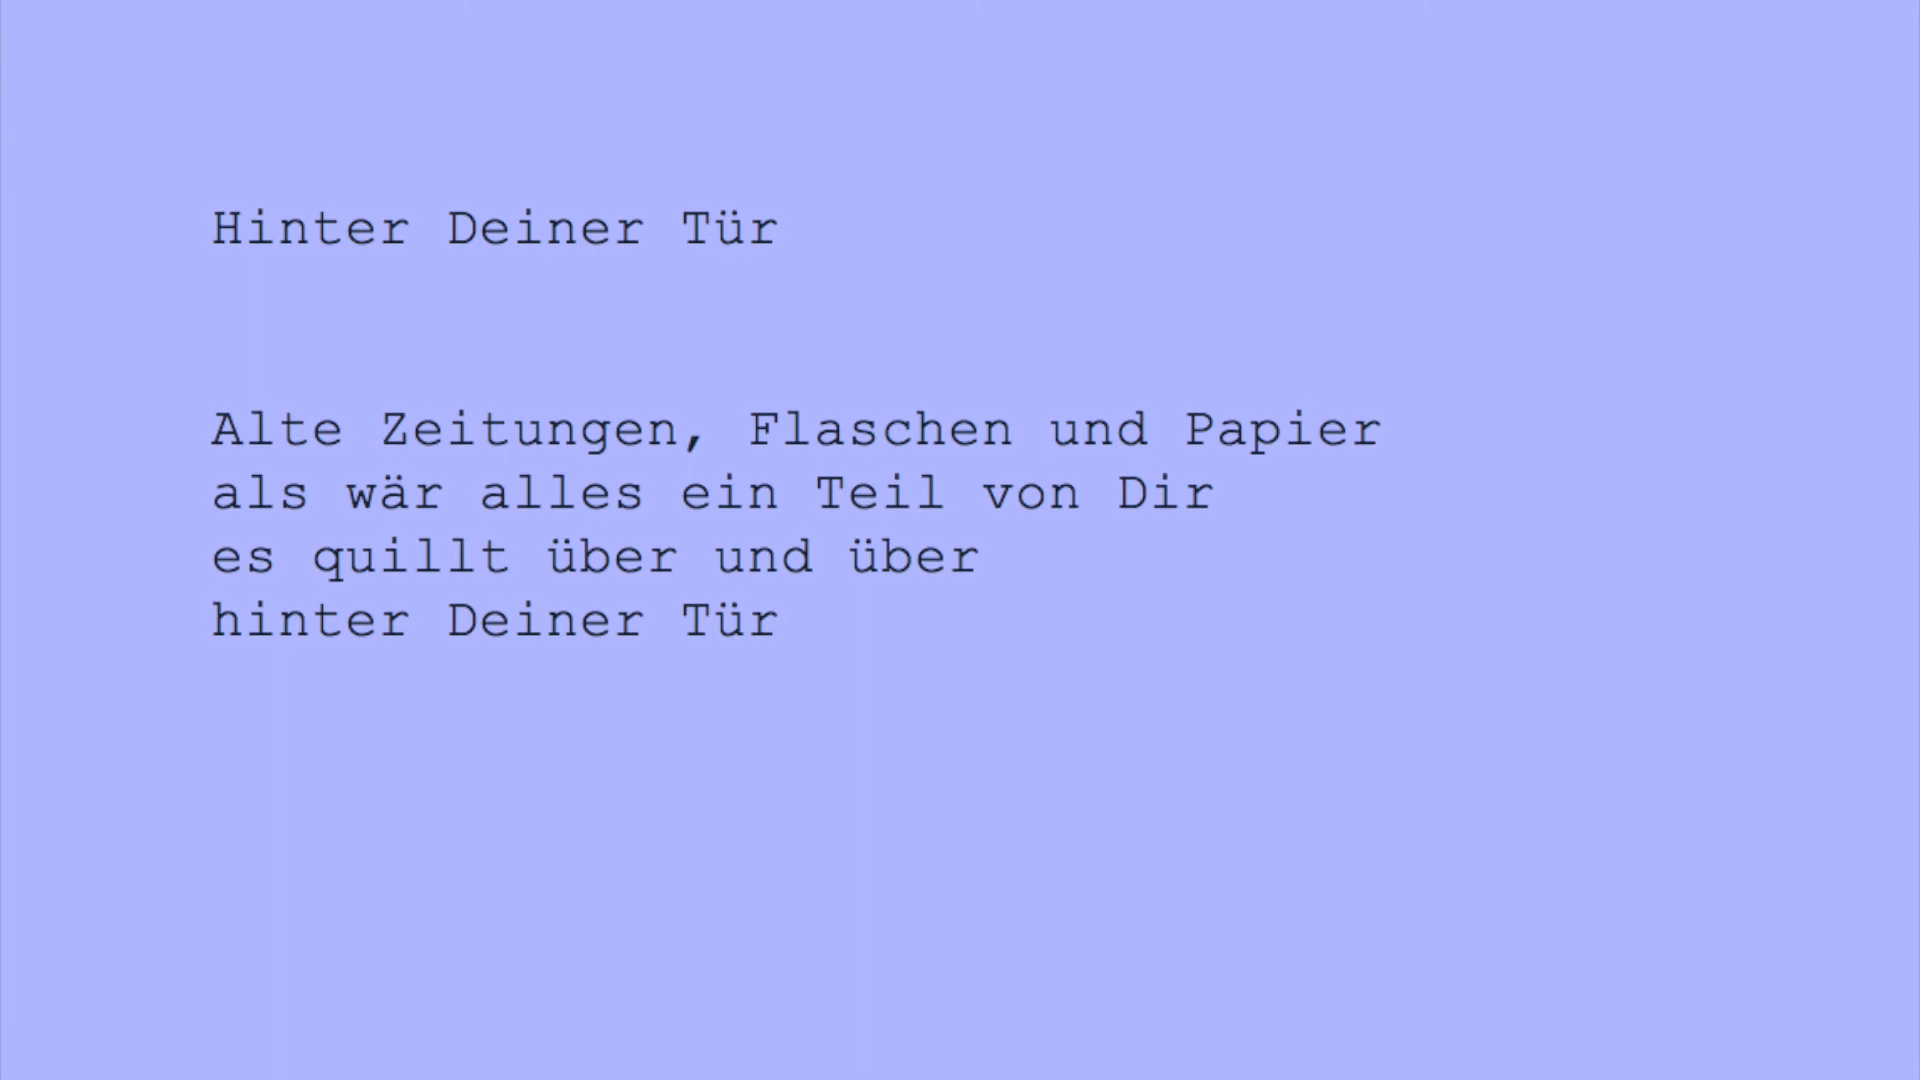 Hinter Deiner Tür
Alte Zeitungen, Flaschen und Papier
als wär alles ein Teil von Dir
es quillt über und über
hinter Deiner Tür